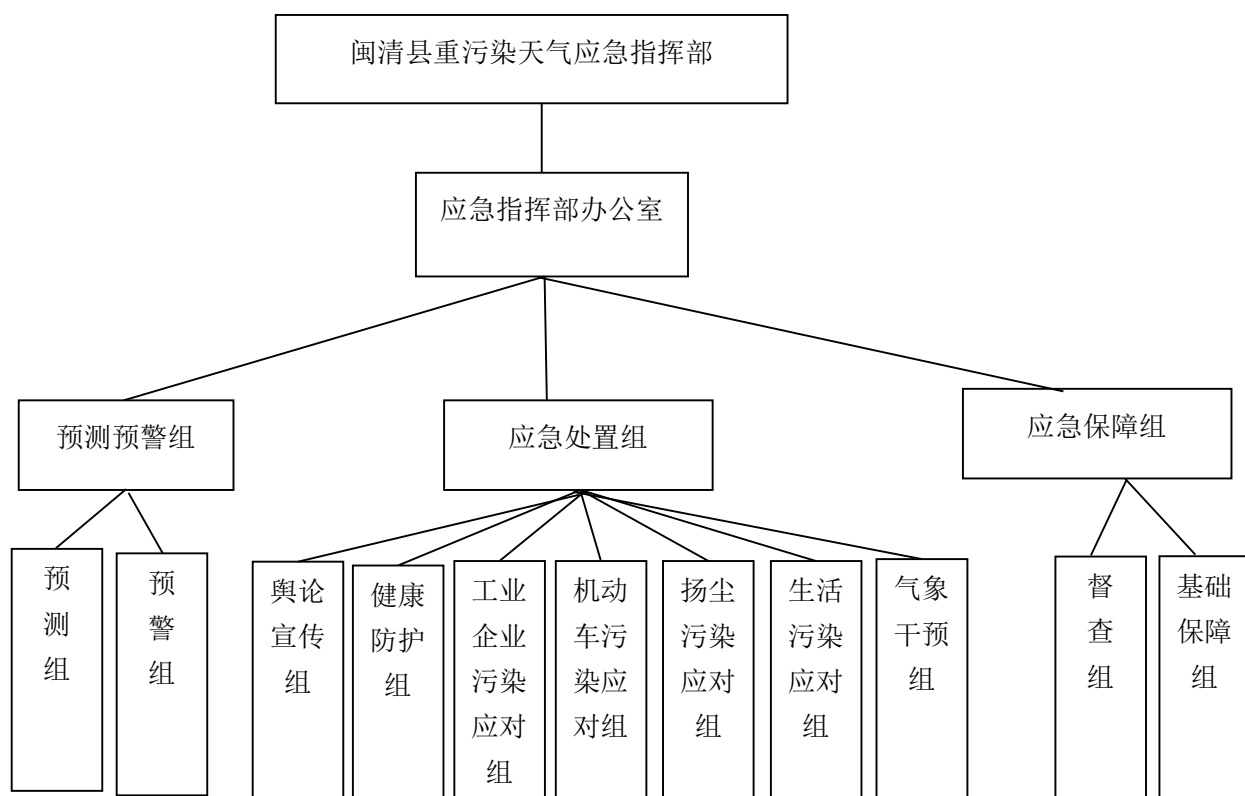 闽清县重污染天气应急指挥部
应急指挥部办公室
预测预警组
应急处置组
应急保障组
预
测
组
预
警
组
舆论
宣传
组
健康
防护
组
工业
企业
污染
应对
组
机动
车污
染应
对组
扬尘
污染
应对
组
生活
污染
应对
组
气象
干预
组
督
查
组
基础
保障
组